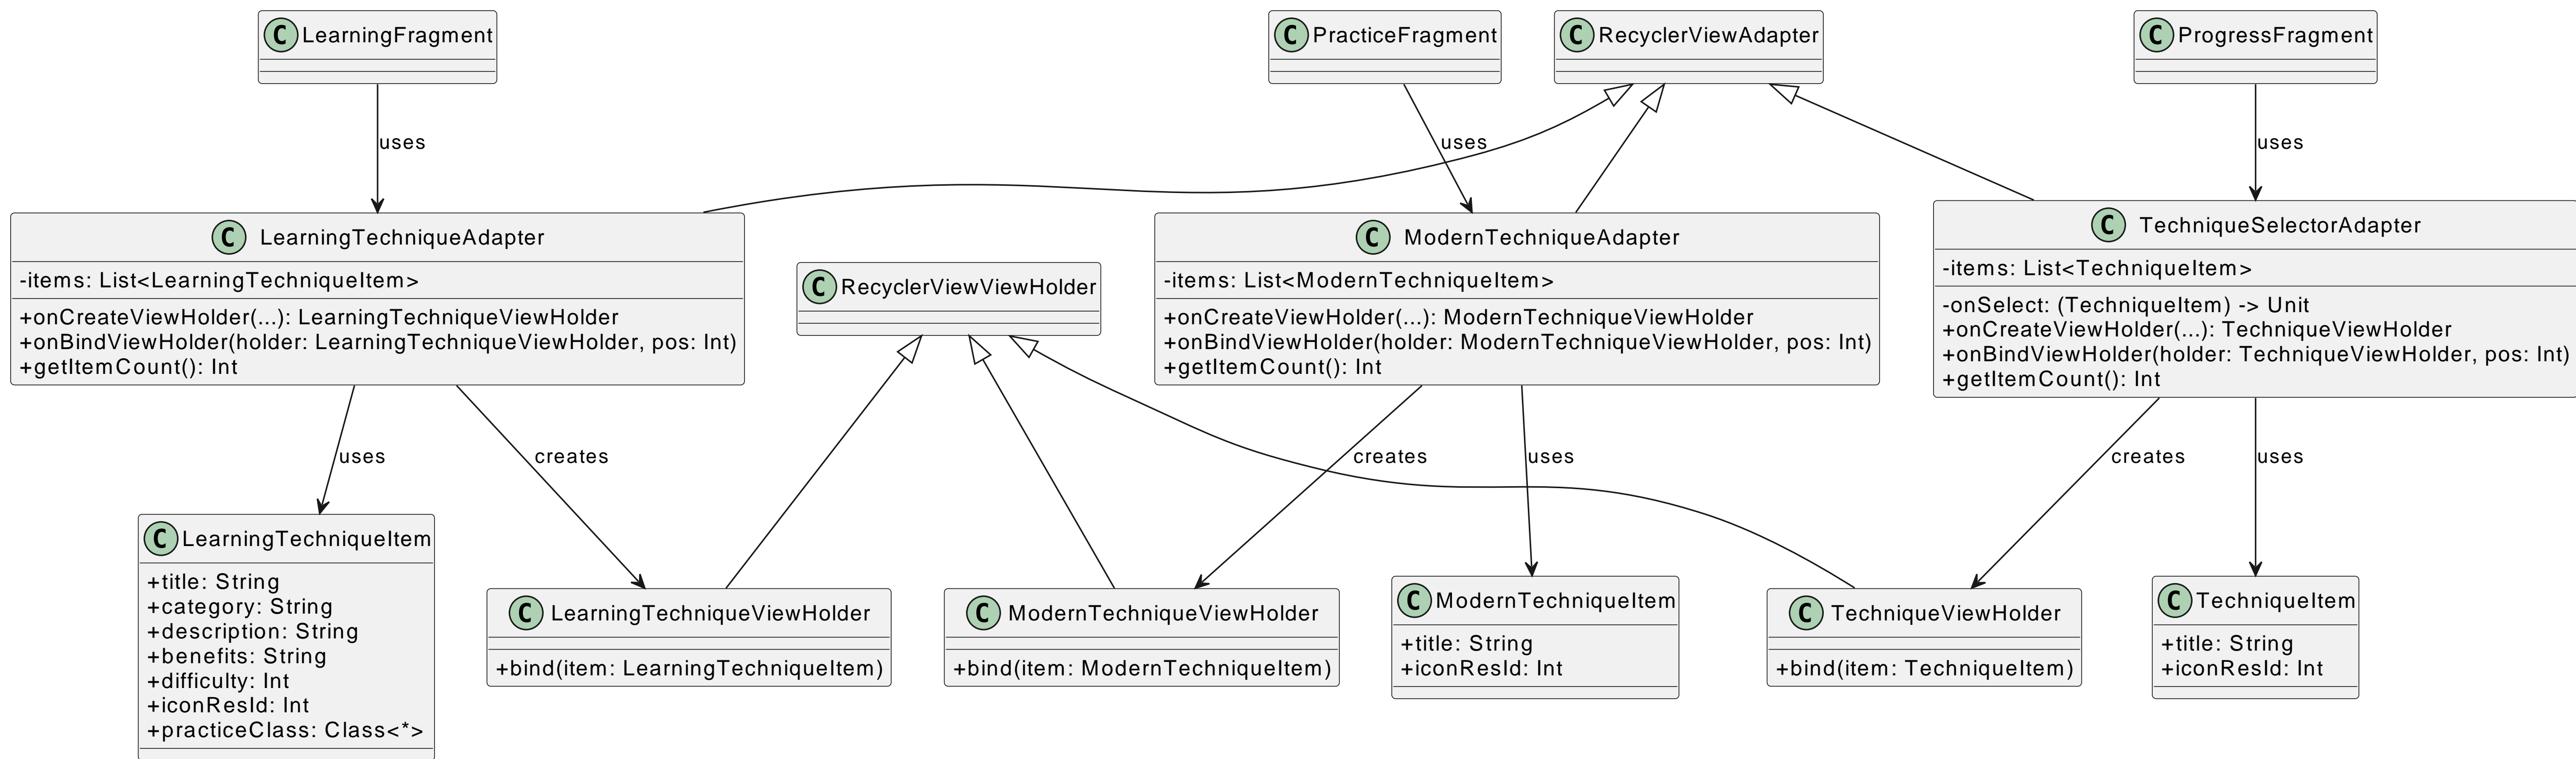 C LearningFragment
C PracticeFragment
C RecyclerViewAdapter
C ProgressFragment
uses
uses
uses
C LearningTechniqueAdapter
-items: List<LearningTechniqueItem>
+onCreateViewHolder(...): LearningTechniqueViewHolder
+onBindViewHolder(holder: LearningTechniqueViewHolder, pos: Int)
+getItemCount(): Int
C RecyclerViewViewHolder
C ModernTechniqueAdapter
-items: List<ModernTechniqueItem>
+onCreateViewHolder(...): ModernTechniqueViewHolder
+onBindViewHolder(holder: ModernTechniqueViewHolder, pos: Int)
+getItemCount(): Int
C TechniqueSelectorAdapter
-items: List<TechniqueItem>
-onSelect: (TechniqueItem) -> Unit
+onCreateViewHolder(...): TechniqueViewHolder
+onBindViewHolder(holder: TechniqueViewHolder, pos: Int)
+getItemCount(): Int
uses
creates
creates
uses
creates
uses
C LearningTechniqueItem
+title: String
+category: String
+description: String
+benefits: String
+difficulty: Int
+iconResId: Int
+practiceClass: Class<*>
C LearningTechniqueViewHolder
+bind(item: LearningTechniqueItem)
C ModernTechniqueViewHolder
+bind(item: ModernTechniqueItem)
C ModernTechniqueItem
+title: String
+iconResId: Int
C TechniqueViewHolder
+bind(item: TechniqueItem)
C TechniqueItem
+title: String
+iconResId: Int